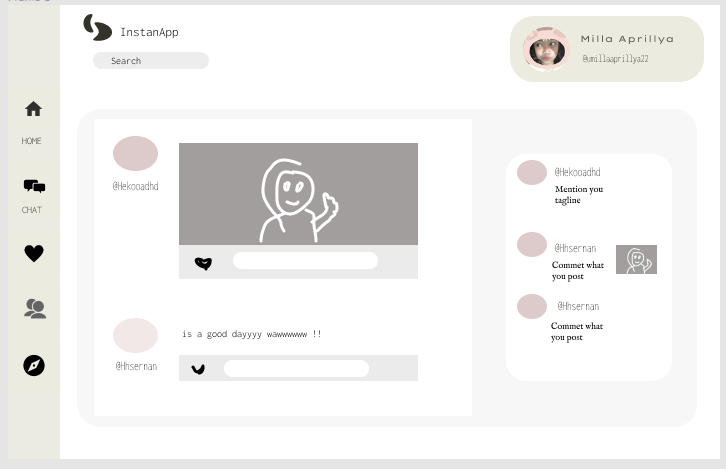 InstanApp
Search
Milla Aprillya
@umillaaprillya22
HOME
CHAT
@Hekooadhd
@Hhsernan
is a good dayyyy wawwwwww !!
@Hekooadhd
Mention you
tagline
@Hhsernan
Commet what
you post
@Hhsernan
Commet what
you post